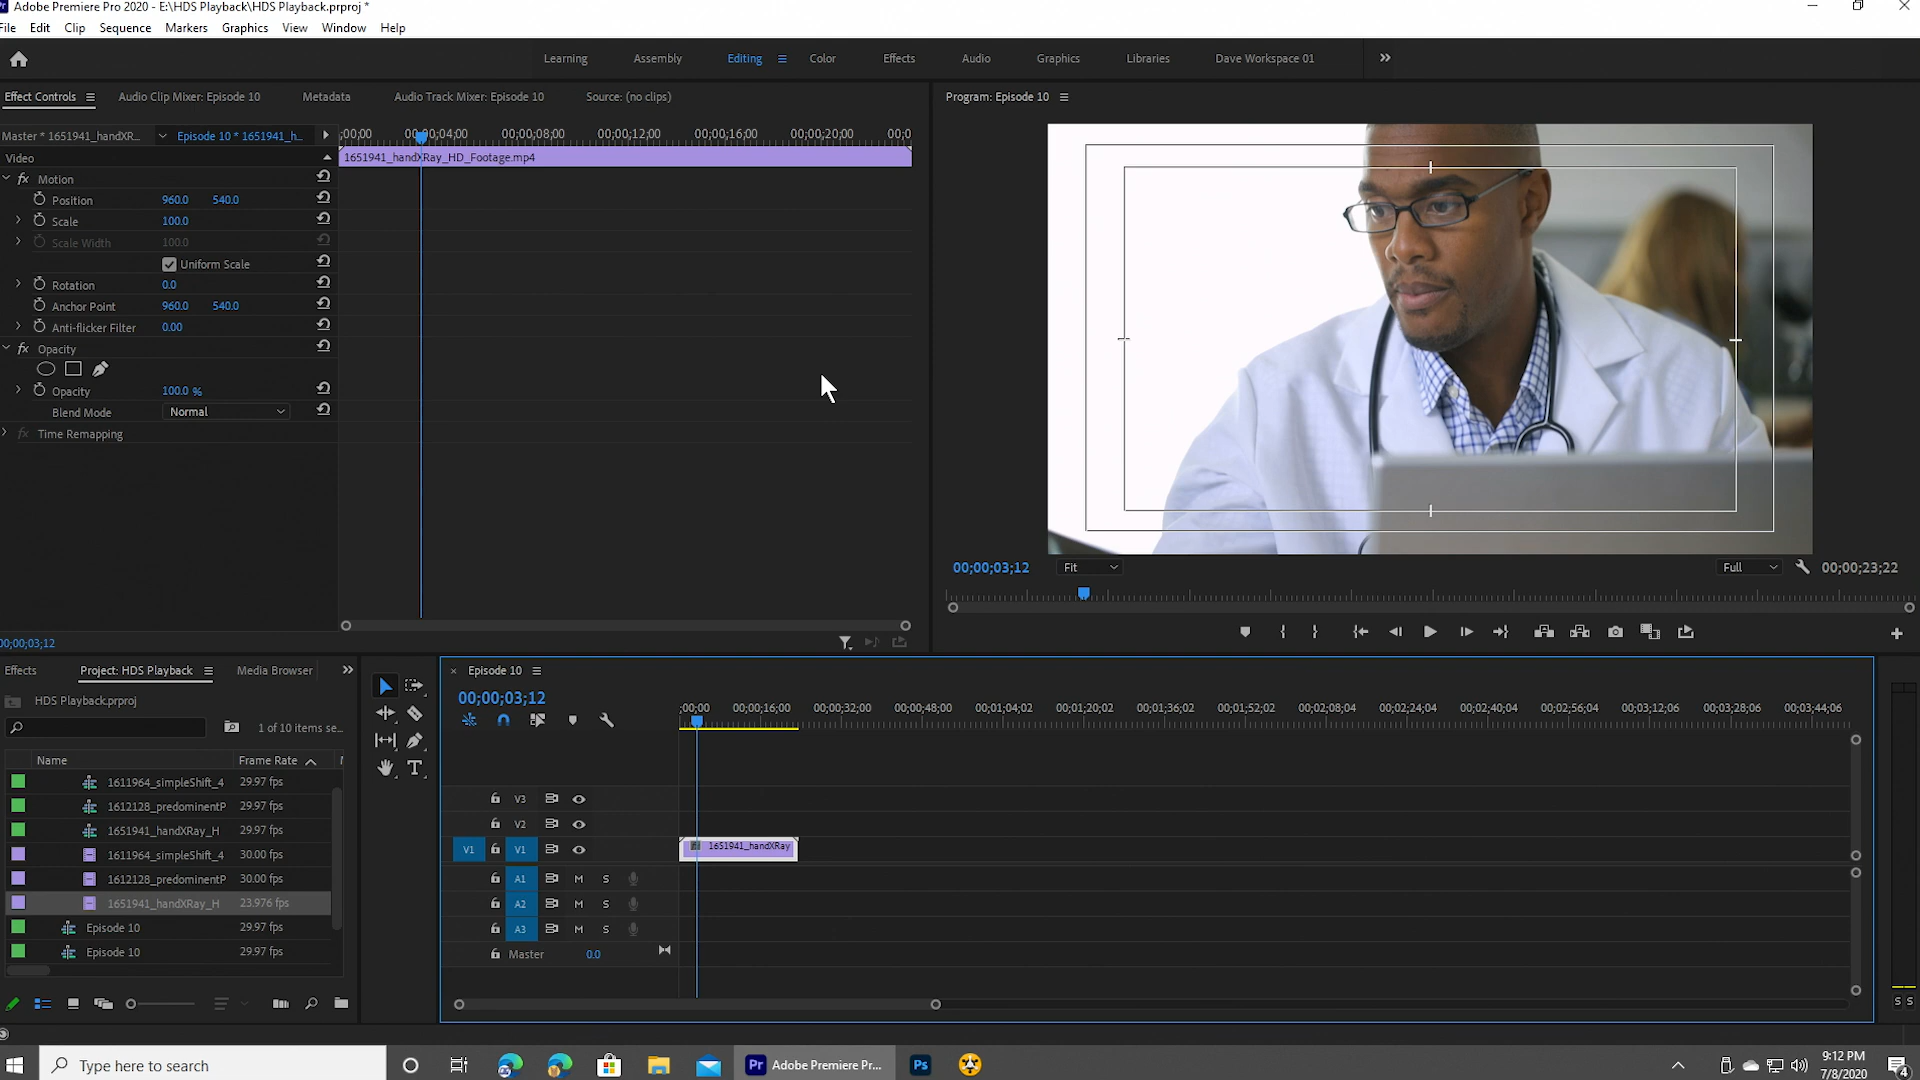 Adobe Premiere Pro 2020 - E:\HDS Playback\HDS Playback.prproj *
File Edit Clip Sequence Markers Graphics View Window Help
Learning Assembly Editing Color Effects Audio Graphics Libraries Dave Workspace 01
Effect Controls Audio Clip Mixer: Episode 10 Metadata Audio Track Mixer: Episode 10 Source: (no clips)
Program: Episode 10
Master * 1651941_handXR... Episode 10 * 1651941_h...
;00;00 00;00;04;00 00;00;08;00 00;00;12;00 00;00;16;00 00;00;20;00 00;0
Video
1651941_handXRay_HD_Footage.mp4
fx Motion
Position 960.0 540.0
Scale 100.0
Scale Width 100.0
Uniform Scale
Rotation 0.0
Anchor Point 960.0 540.0
Anti-flicker Filter 0.00
fx Opacity
Opacity 100.0 %
Blend Mode Normal
fx Time Remapping
00;00;03;12 Fit Full 00;00;23;22
00;00;03;12
Effects Project: HDS Playback Media Browser
HDS Playback.prproj
1 of 10 items se...
Name Frame Rate
1611964_simpleShift_4 29.97 fps
1612128_predominentP 29.97 fps
1651941_handXRay_H 29.97 fps
1611964_simpleShift_4 30.00 fps
1612128_predominentP 30.00 fps
1651941_handXRay_H 23.976 fps
Episode 10 29.97 fps
Episode 10 29.97 fps
× Episode 10
00;00;03;12
;00;00 00;00;16;00 00;00;32;00 00;00;48;00 00;01;04;02 00;01;20;02 00;01;36;02 00;01;52;02 00;02;08;04 00;02;24;04 00;02;40;04 00;02;56;04 00;03;12;06 00;03;28;06 00;03;44;06
V3
V2
V1 V1
fx 1651941_handXRay
A1 M S
A2 M S
A3 M S
Master 0.0
S S
Type here to search
Pr Adobe Premiere Pr...
Ps
9:12 PM
7/8/2020
4